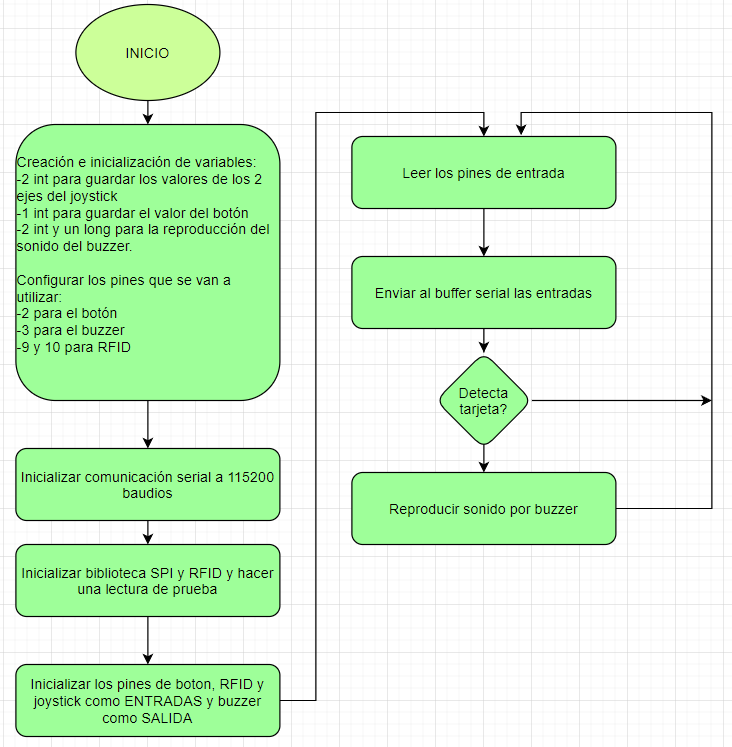 INICIO
Creación e inicialización de variables:
-2 int para guardar los valores de los 2
ejes del joystick
-1 int para guardar el valor del botón
-2 int y un long para la reproducción del
sonido del buzzer.
Configurar los pines que se van a
utilizar:
-2 para el botón
-3 para el buzzer
-9 y 10 para RFID
Inicializar comunicación serial a 115200
baudios
Inicializar biblioteca SPI y RFID y hacer
una lectura de prueba
Inicializar los pines de boton, RFID y
joystick como ENTRADAS y buzzer
como SALIDA
Leer los pines de entrada
Enviar al buffer serial las entradas
Detecta
tarjeta?
Reproducir sonido por buzzer